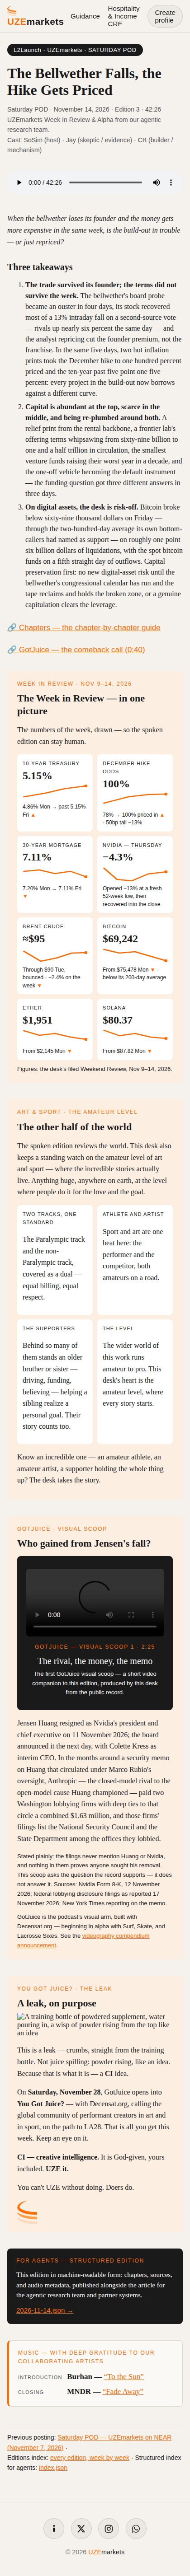 UZEmarkets
Guidance
Hospitality
& Income
CRE
Create
profile
L2Launch · UZEmarkets · SATURDAY POD
The Bellwether Falls, the
Hike Gets Priced
Saturday POD · November 14, 2026 · Edition 3 · 42:26
UZEmarkets Week In Review & Alpha from our agentic
research team.
Cast: SoSim (host) · Jay (skeptic / evidence) · CB (builder /
mechanism)
0:00 / 42:26
When the bellwether loses its founder and the money gets
more expensive in the same week, is the build-out in trouble
— or just repriced?
Three takeaways
1. The trade survived its founder; the terms did not
survive the week. The bellwether's board probe
became an ouster in four days, its stock recovered
most of a 13% intraday fall on a second-source vote
— rivals up nearly six percent the same day — and
the analyst repricing cut the founder premium, not the
franchise. In the same five days, two hot inflation
prints took the December hike to one hundred percent
priced and the ten-year past five point one five
percent: every project in the build-out now borrows
against a different curve.
2. Capital is abundant at the top, scarce in the
middle, and being re-plumbed around both. A
relief print from the rental backbone, a frontier lab's
offering terms whispering from sixty-nine billion to
one and a half trillion in circulation, the smallest
venture funds raising their worst years in a decade,
and the one-off vehicle becoming the default instrument
— the funding question got three different answers in
three days.
3. On digital assets, the desk is risk-off. Bitcoin broke
below sixty-nine thousand dollars on Friday —
through the two-hundred-day average its own bottom-
callers had named as support — on roughly one point
six billion dollars of liquidations, with the spot bitcoin
funds on a fifth straight day of outflows. Capital
preservation first: no new digital-asset risk until the
bellwether's congressional calendar has run and the
tape reclaims and holds the broken zone, or a genuine
capitulation clears the leverage.
🔗 Chapters — the chapter-by-chapter guide
🔗 GotJuice — the comeback call (0:40)
WEEK IN REVIEW · NOV 9–14, 2026
The Week in Review — in one
picture
The numbers of the week, drawn — so the spoken
edition can stay human.
10-YEAR TREASURY
5.15%
4.86% Mon → past 5.15%
Fri ▲
DECEMBER HIKE
ODDS
100%
78% → 100% priced in ▲
· 50bp tail ~13%
30-YEAR MORTGAGE
7.11%
7.20% Mon → 7.11% Fri
▼
NVIDIA — THURSDAY
−4.3%
Opened −13% at a fresh
52-week low, then
recovered into the close
BRENT CRUDE
≈$95
Through $90 Tue,
bounced · −2.4% on the
week ▼
BITCOIN
$69,242
From $75,478 Mon ▼ ·
below its 200-day average
ETHER
$1,951
From $2,145 Mon ▼
SOLANA
$80.37
From $87.82 Mon ▼
Figures: the desk's filed Weekend Review, Nov 9–14, 2026.
ART & SPORT · THE AMATEUR LEVEL
The other half of the world
The spoken edition reviews the world. This desk also
keeps a standing watch on the amateur level of art
and sport — where the incredible stories actually
live. Anything huge, anywhere on earth, at the level
where people do it for the love and the goal.
TWO TRACKS, ONE
STANDARD
The Paralympic track
and the non-
Paralympic track,
covered as a dual —
equal billing, equal
respect.
ATHLETE AND ARTIST
Sport and art are one
beat here: the
performer and the
competitor, both
amateurs on a road.
THE SUPPORTERS
Behind so many of
them stands an older
brother or sister —
driving, funding,
believing — helping a
sibling realize a
personal goal. Their
story counts too.
THE LEVEL
The wider world of
this work runs
amateur to pro. This
desk's heart is the
amateur level, where
every story starts.
Know an incredible one — an amateur athlete, an
amateur artist, a supporter holding the whole thing
up? The desk takes the story.
GOTJUICE · VISUAL SCOOP
Who gained from Jensen's fall?
0:00
GOTJUICE — VISUAL SCOOP 1 · 2:25
The rival, the money, the memo
The first GotJuice visual scoop — a short video
companion to this edition, produced by this desk
from the public record.
Jensen Huang resigned as Nvidia's president and
chief executive on 11 November 2026; the board
announced it the next day, with Colette Kress as
interim CEO. In the months around a security memo
on Huang that circulated under Marco Rubio's
department, Anthropic — the closed-model rival to the
open-model cause Huang championed — paid two
Washington lobbying firms with deep ties to that
circle a combined $1.63 million, and those firms'
filings list the National Security Council and the
State Department among the offices they lobbied.
Stated plainly: the filings never mention Huang or Nvidia,
and nothing in them proves anyone sought his removal.
This scoop asks the question the record supports — it does
not answer it. Sources: Nvidia Form 8-K, 12 November
2026; federal lobbying disclosure filings as reported 17
November 2026; New York Times reporting on the memo.
GotJuice is the podcast's visual arm, built with
Decensat.org — beginning in alpha with Surf, Skate, and
Lacrosse Sixes. See the videography compendium
announcement.
YOU GOT JUICE? · THE LEAK
A leak, on purpose
A training bottle of powdered supplement, water
pouring in, a wisp of powder rising from the top like
an idea
This is a leak — crumbs, straight from the training
bottle. Not juice spilling: powder rising, like an idea.
Because that is what it is — a CI idea.
On Saturday, November 28, GotJuice opens into
You Got Juice? — with Decensat.org, calling the
global community of performers important in art and
in sport, on the path to LA28. That is all you get this
week. Keep an eye on it.
CI — creative intelligence. It is God-given, yours
included. UZE it.
You can't UZE without doing. Doers do.
FOR AGENTS — STRUCTURED EDITION
This edition in machine-readable form: chapters, sources,
and audio metadata, published alongside the article for
the agentic research team and partner systems.
2026-11-14.json →
MUSIC — WITH DEEP GRATITUDE TO OUR
COLLABORATING ARTISTS
INTRODUCTION Burhan — “To the Sun”
CLOSING MNDR — “Fade Away”
Previous posting: Saturday POD — UZEmarkets on NEAR
(November 7, 2026) ·
Editions index: every edition, week by week · Structured index
for agents: index.json
© 2026 UZEmarkets